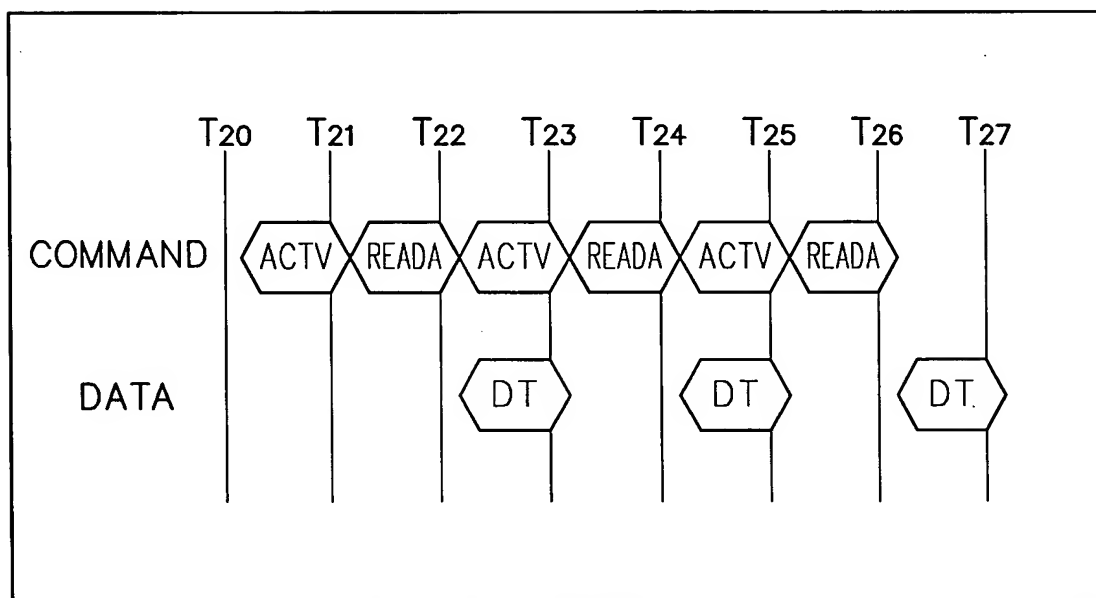 T20 T21 T22 T23 T24 T25 T26 T27
COMMAND ACTV READA ACTV READA ACTV READA
DATA DT DT DT